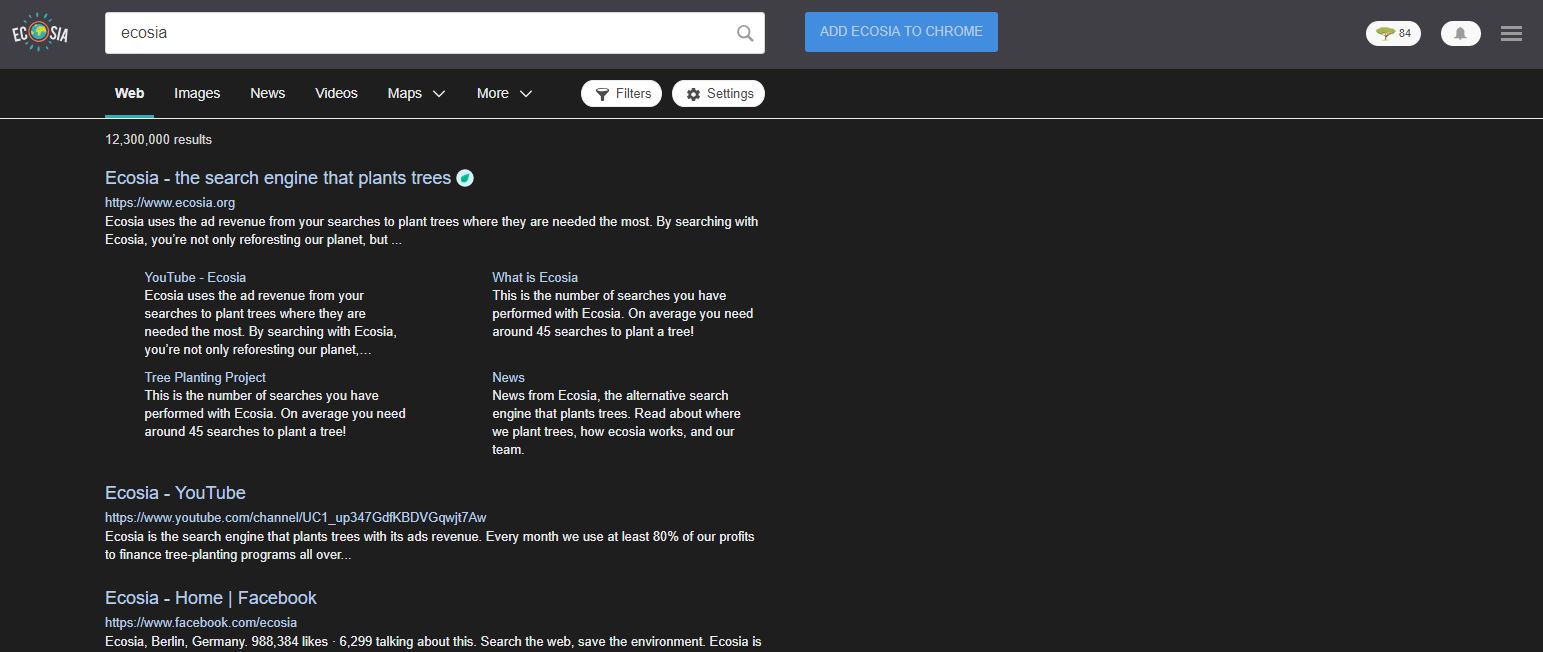 ECOSIA
ecosia
ADD ECOSIA TO CHROME
84
Web Images News Videos Maps More Filters Settings
12,300,000 results
Ecosia - the search engine that plants trees
https://www.ecosia.org
Ecosia uses the ad revenue from your searches to plant trees where they are needed the most. By searching with
Ecosia, you’re not only reforesting our planet, but ...
YouTube - Ecosia
Ecosia uses the ad revenue from your
searches to plant trees where they are
needed the most. By searching with Ecosia,
you’re not only reforesting our planet,…
What is Ecosia
This is the number of searches you have
performed with Ecosia. On average you need
around 45 searches to plant a tree!
Tree Planting Project
This is the number of searches you have
performed with Ecosia. On average you need
around 45 searches to plant a tree!
News
News from Ecosia, the alternative search
engine that plants trees. Read about where
we plant trees, how ecosia works, and our
team.
Ecosia - YouTube
https://www.youtube.com/channel/UC1_up347GdfKBDVGqwjt7Aw
Ecosia is the search engine that plants trees with its ads revenue. Every month we use at least 80% of our profits
to finance tree-planting programs all over...
Ecosia - Home | Facebook
https://www.facebook.com/ecosia
Ecosia, Berlin, Germany. 988,384 likes · 6,299 talking about this. Search the web, save the environment. Ecosia is